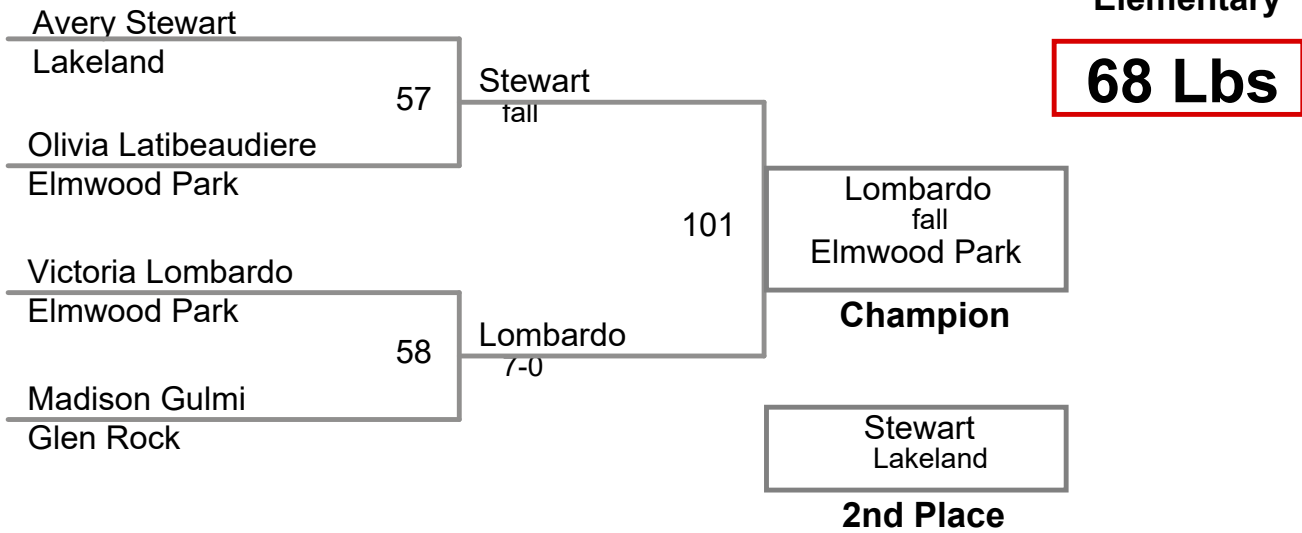 Elementary
68 Lbs
Avery Stewart
Lakeland
57
Stewart
fall
Olivia Latibeaudiere
Elmwood Park
101
Lombardo
fall
Elmwood Park
Champion
Victoria Lombardo
Elmwood Park
58
Lombardo
7-0
Madison Gulmi
Glen Rock
Stewart
Lakeland
2nd Place